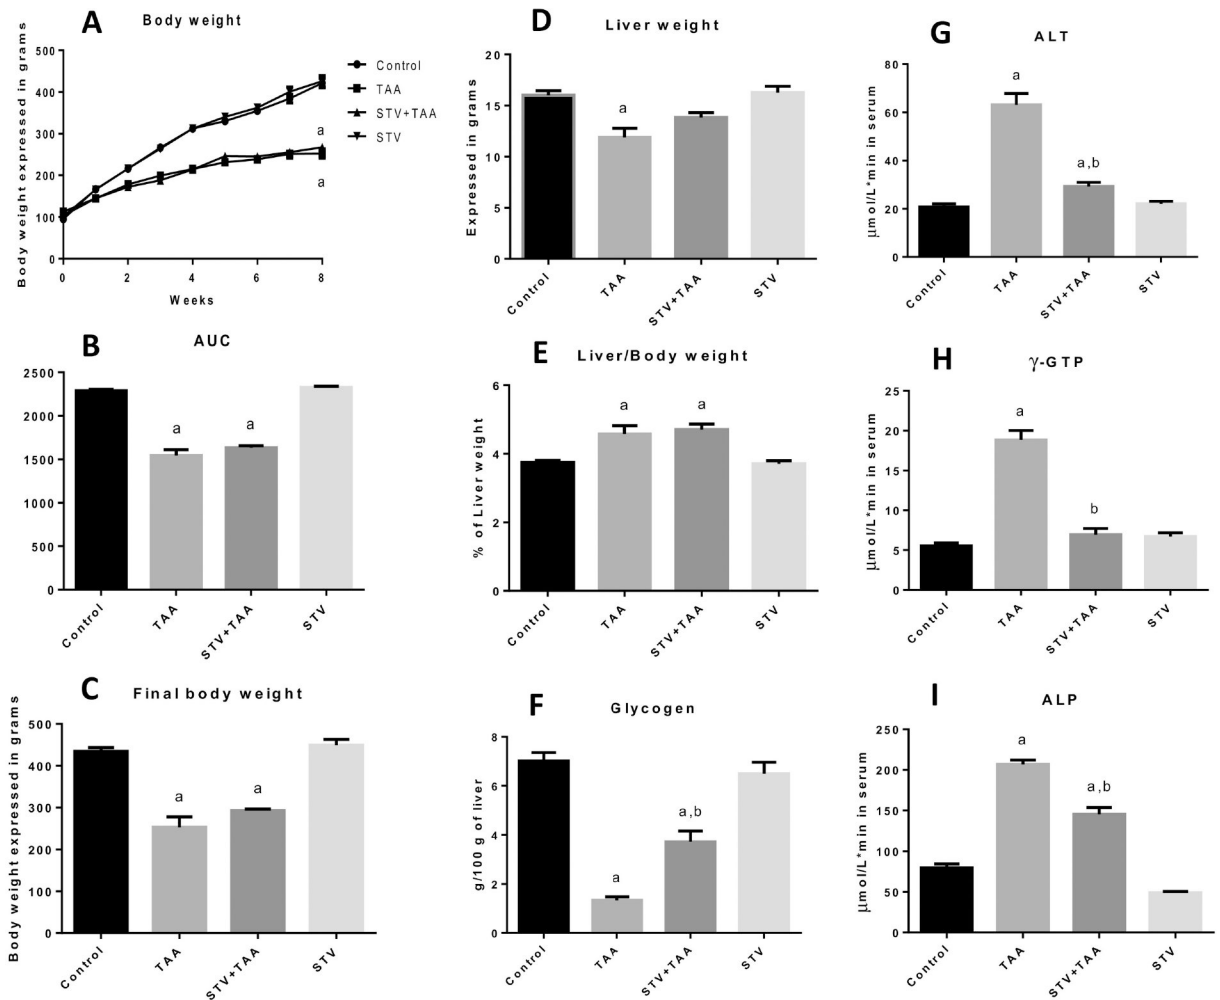 A
Body weight
Body weight expressed in grams
500
400
300
200
100
0
0
2
4
6
8
Weeks
Control
TAA
STV+TAA
STV
a
a
B
AUC
2500
2000
1500
1000
500
0
a
a
Control
TAA
STV+TAA
STV
C
Final body weight
Body weight expressed in grams
500
400
300
200
100
0
a
a
Control
TAA
STV+TAA
STV
D
Liver weight
Expressed in grams
20
15
10
5
0
a
Control
TAA
STV+TAA
STV
E
Liver/Body weight
% of Liver weight
6
4
2
0
a
a
Control
TAA
STV+TAA
STV
F
Glycogen
g/100 g of liver
8
6
4
2
0
a
a,b
Control
TAA
STV+TAA
STV
G
ALT
μmol/L*min in serum
80
60
40
20
0
a
a,b
Control
TAA
STV+TAA
STV
H
γ-GTP
μmol/L*min in serum
25
20
15
10
5
0
a
b
Control
TAA
STV+TAA
STV
I
ALP
μmol/L*min in serum
250
200
150
100
50
0
a
a,b
Control
TAA
STV+TAA
STV